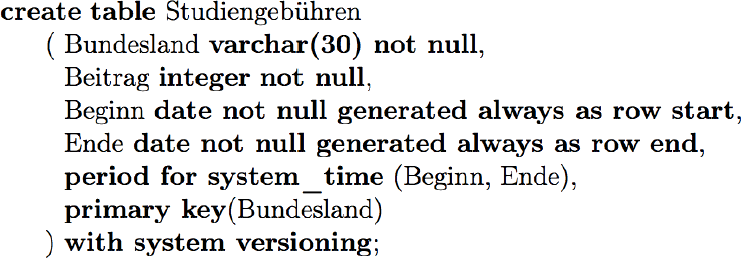 create table Studiengebühren
( Bundesland varchar(30) not null,
Beitrag integer not null,
Beginn date not null generated always as row start,
Ende date not null generated always as row end,
period for system_time (Beginn, Ende),
primary key(Bundesland)
) with system versioning;